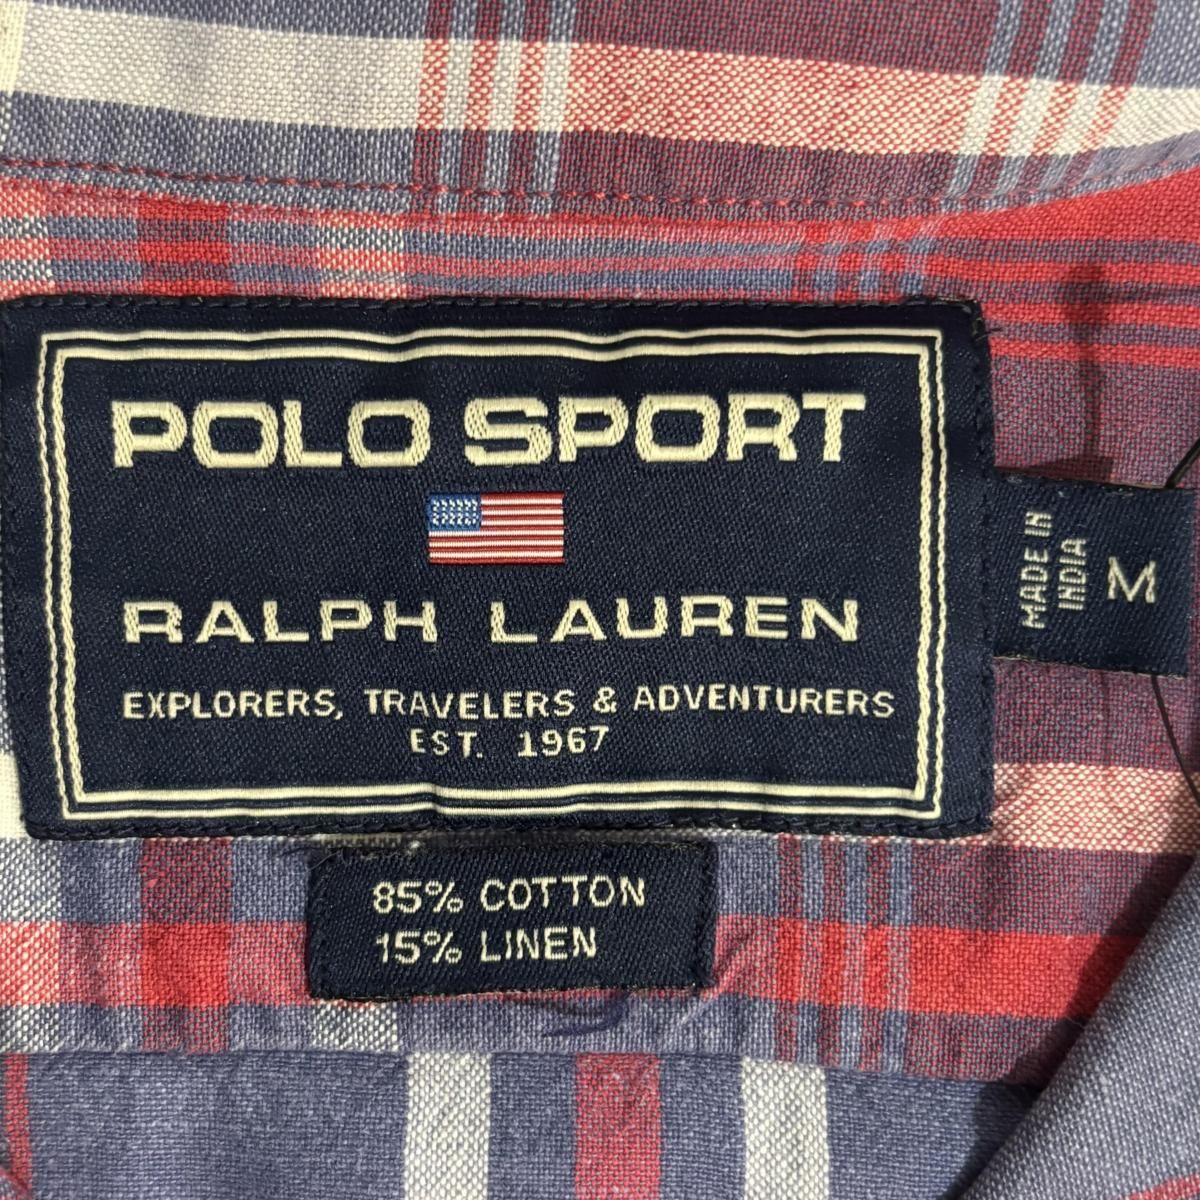 POLO SPORT
RALPH LAUREN
EXPLORERS, TRAVELERS & ADVENTURERS
EST. 1967
MADE IN
INDIA
M
85% COTTON
15% LINEN